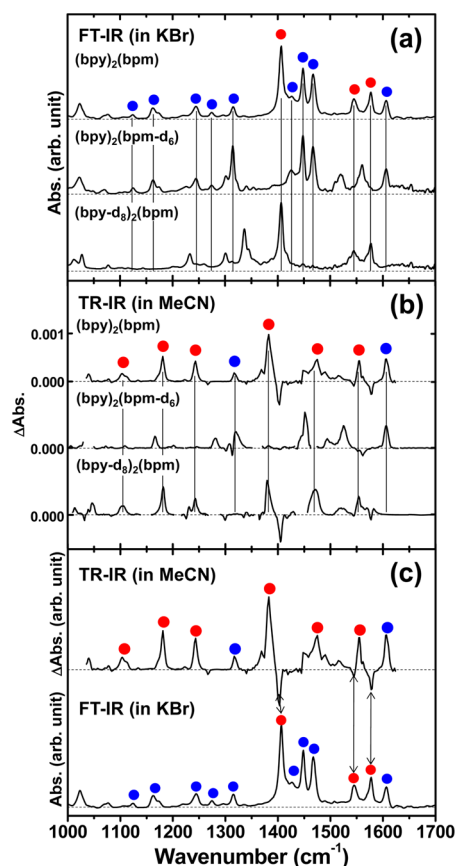 FT-IR (in KBr)
(a)
(bpy)2(bpm)
(bpy)2(bpm-d6)
(bpy-d8)2(bpm)
Abs. (arb. unit)
TR-IR (in MeCN)
(b)
(bpy)2(bpm)
0.001
0.000
(bpy)2(bpm-d6)
0.000
(bpy-d8)2(bpm)
0.000
ΔAbs.
TR-IR (in MeCN)
(c)
ΔAbs. (arb. unit)
FT-IR (in KBr)
Abs. (arb. unit)
1000 1100 1200 1300 1400 1500 1600 1700
Wavenumber (cm-1)